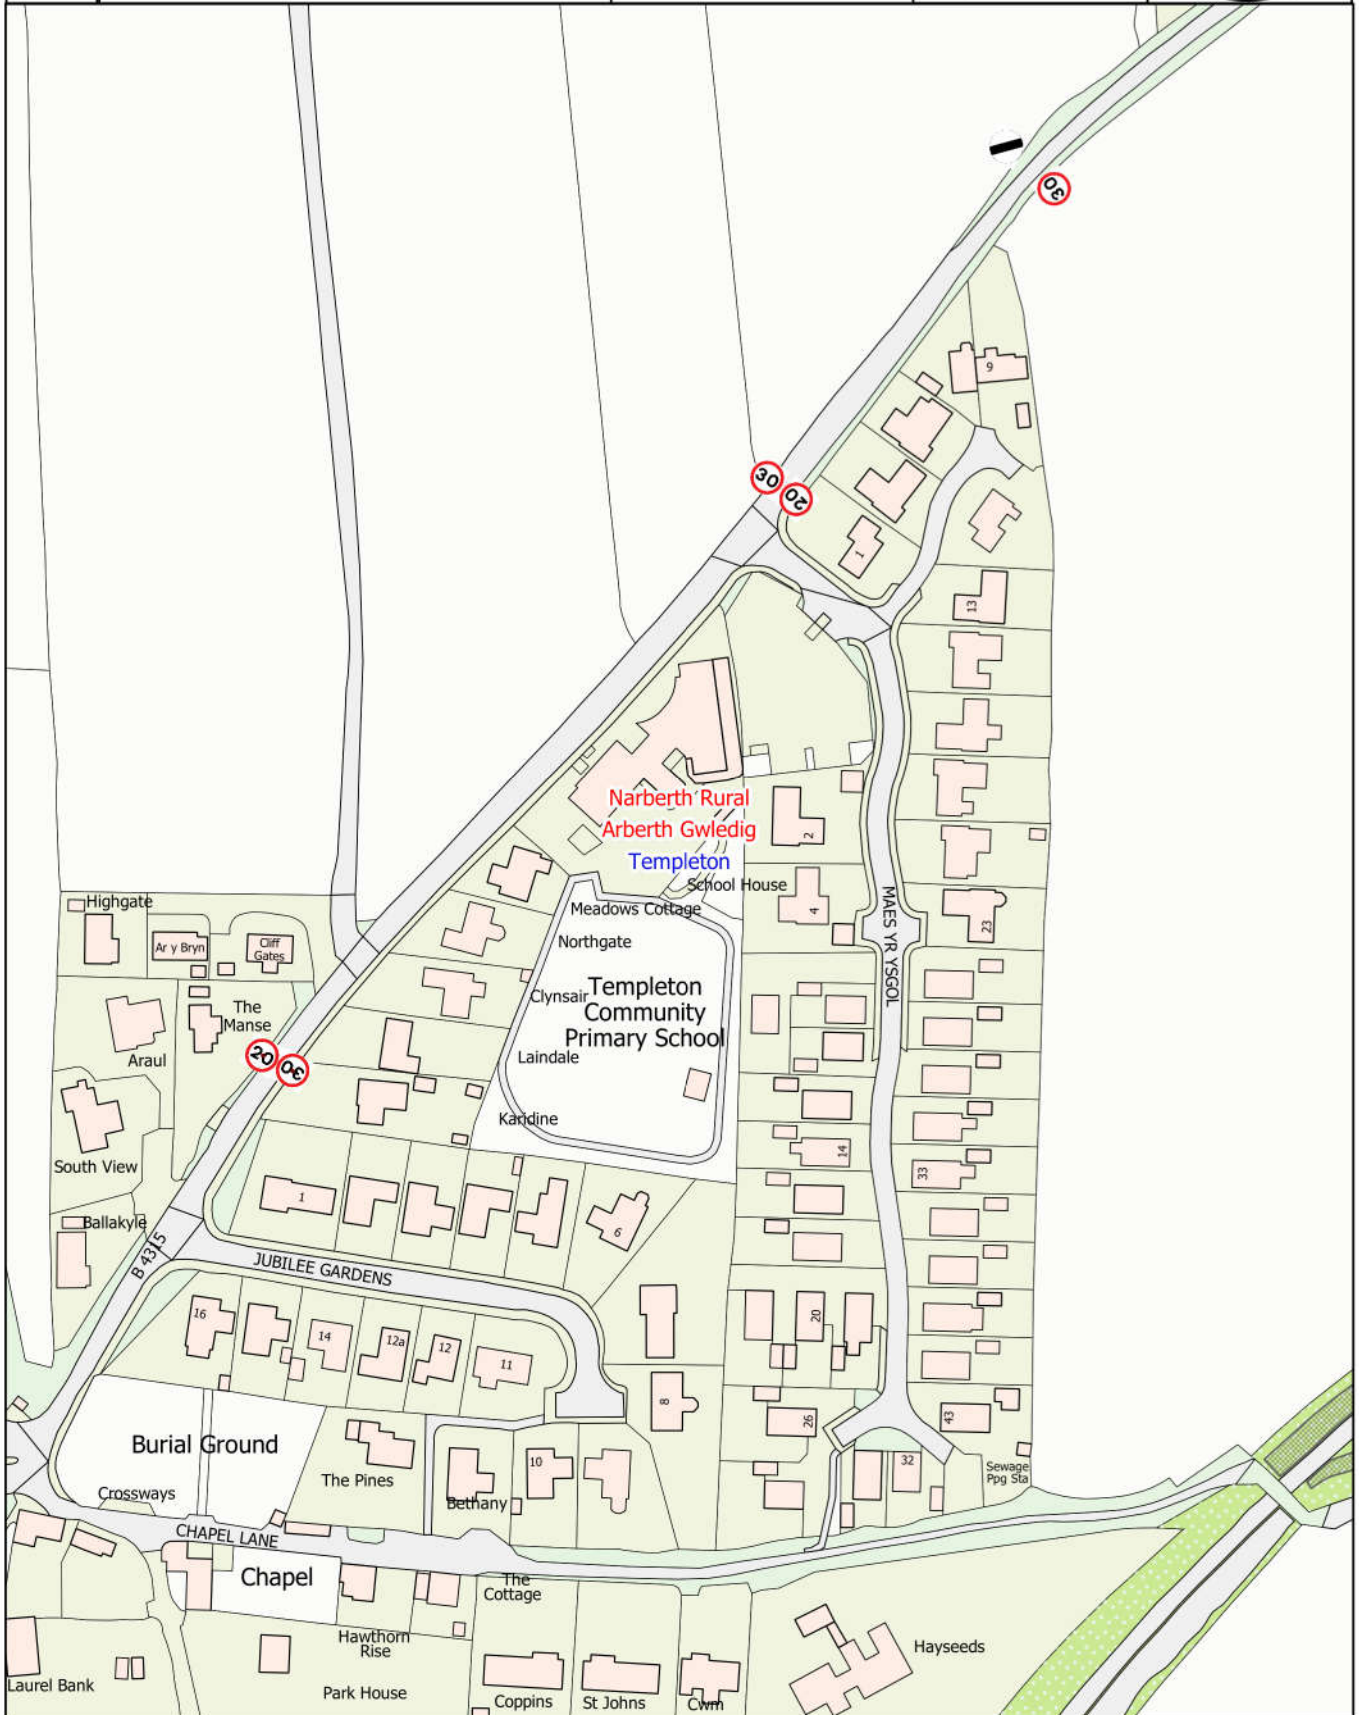 30
9
30
20
1
13
Narberth Rural
Arberth Gwledig
Templeton
2
School House
Meadows Cottage
4
MAES YR YSGOL
23
Highgate
Ar y Bryn
Cliff
Gates
Northgate
Clynsair
Templeton
Community
Primary School
The
Manse
Araul
20
30
Laindale
Karidine
14
33
South View
1
6
Ballakyle
B 4315
JUBILEE GARDENS
16
14
12a
12
11
20
8
26
43
Burial Ground
The Pines
10
32
Sewage
Ppg Sta
Crossways
Bethany
CHAPEL LANE
Chapel
The
Cottage
Hawthorn
Rise
Hayseeds
Laurel Bank
Park House
Coppins
St Johns
Cwm